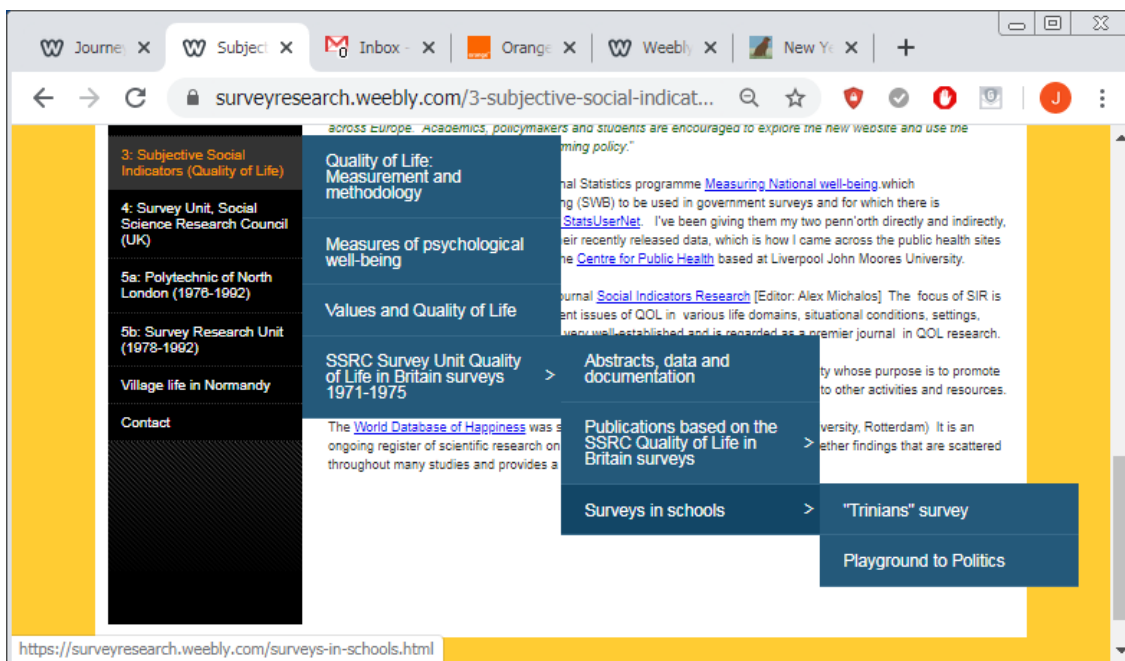 Journe
Subject
Inbox -
0
Orange
Weebly
New Ye
surveyresearch.weebly.com/3-subjective-social-indicat...
J
across Europe. Academics, policymakers and students are encouraged to explore the new website and use the
3: Subjective Social
Indicators (Quality of Life)
4: Survey Unit, Social
Science Research Council
(UK)
5a: Polytechnic of North
London (1976-1992)
5b: Survey Research Unit
(1978-1992)
Village life in Normandy
Contact
Quality of Life:
Measurement and
methodology
Measures of psychological
well-being
Values and Quality of Life
SSRC Survey Unit Quality
of Life in Britain surveys
1971-1975 >
policy."
Statistics programme Measuring National well-being.which
(SWB) to be used in government surveys and for which there is
StatsUserNet. I've been giving them my two penn'orth directly and indirectly,
recently released data, which is how I came across the public health sites
Centre for Public Health based at Liverpool John Moores University.
Social Indicators Research [Editor: Alex Michalos] The focus of SIR is
issues of QOL in various life domains, situational conditions, settings,
very well-established and is regarded as a premier journal in QOL research.
whose purpose is to promote
to other activities and resources.
Abstracts, data and
documentation
Publications based on the
SSRC Quality of Life in
Britain surveys >
Surveys in schools >
"Trinians" survey
Playground to Politics
The World Database of Happiness was
Rotterdam) It is an
ongoing register of scientific research on
findings that are scattered
throughout many studies and provides a
https://surveyresearch.weebly.com/surveys-in-schools.html